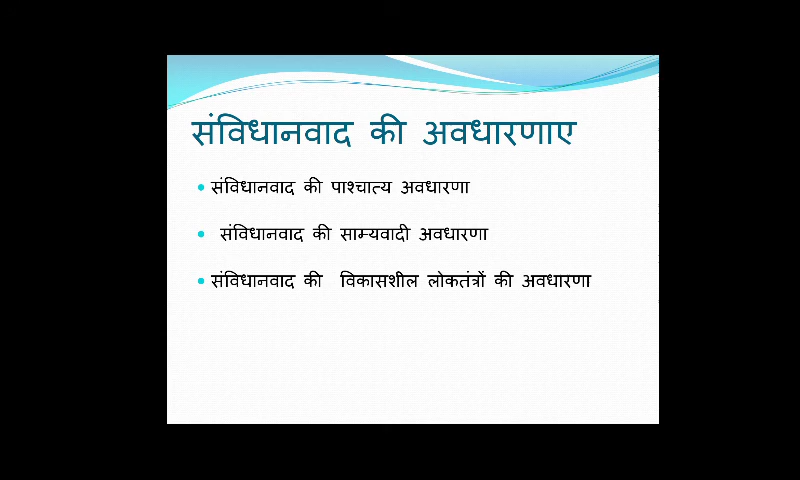 संविधानवाद की अवधारणाए
संविधानवाद की पाश्चात्य अवधारणा
संविधानवाद की साम्यवादी अवधारणा
संविधानवाद की विकासशील लोकतंत्रों की अवधारणा